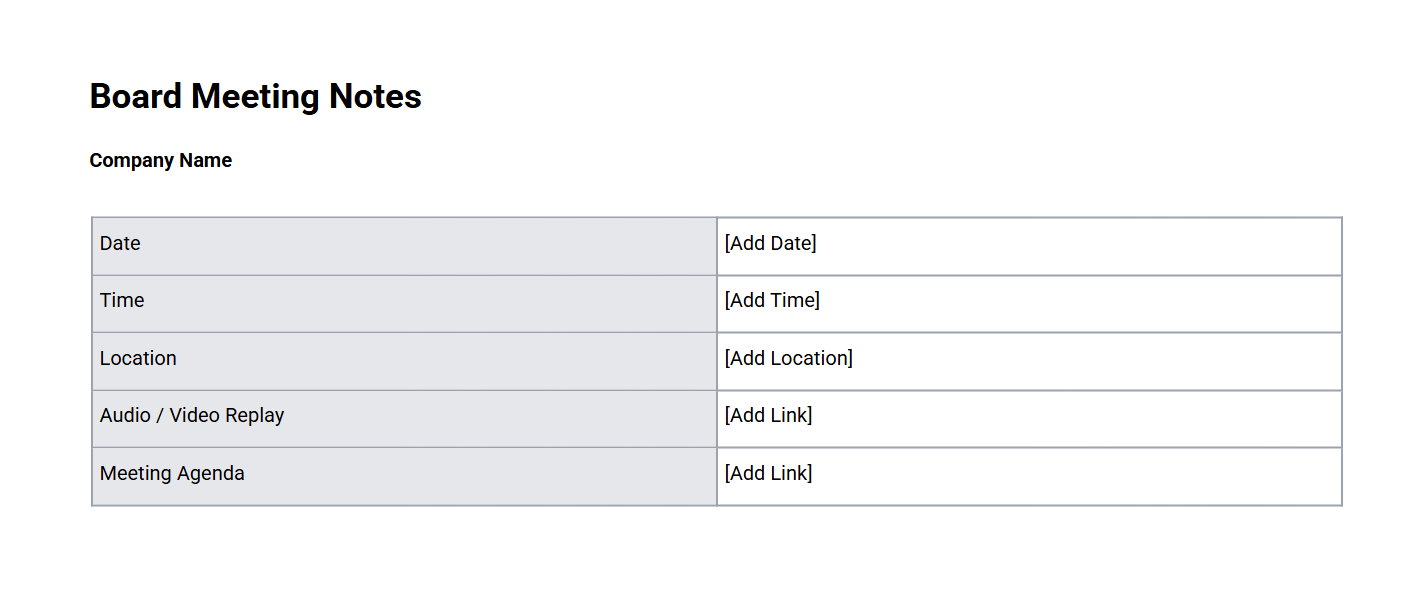 Board Meeting Notes
Company Name
Date [Add Date]
Time [Add Time]
Location [Add Location]
Audio / Video Replay [Add Link]
Meeting Agenda [Add Link]